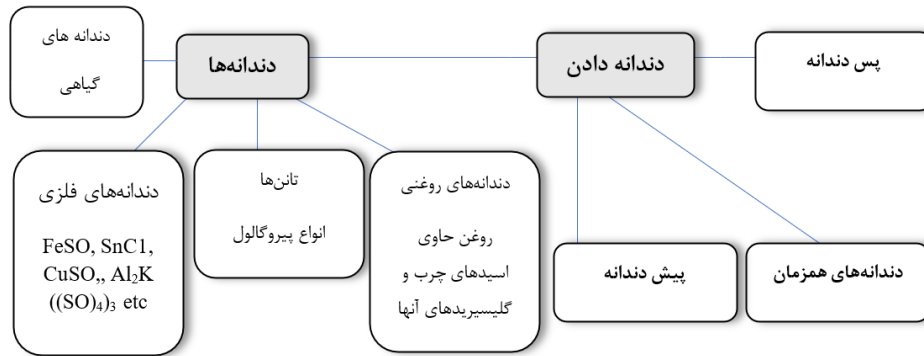 پس دندانه
دندانه دادن
دندانه‌ها
دندانه های
گیاهی
دندانه‌های فلزی
FeSO, SnC1,
CuSO,, Al₂K
((SO)₄)₃ etc
تانن‌ها
انواع پیروگالول
دندانه‌های روغنی
روغن حاوی
اسیدهای چرب و
گلیسیریدهای آنها
پیش دندانه
دندانه‌های همزمان